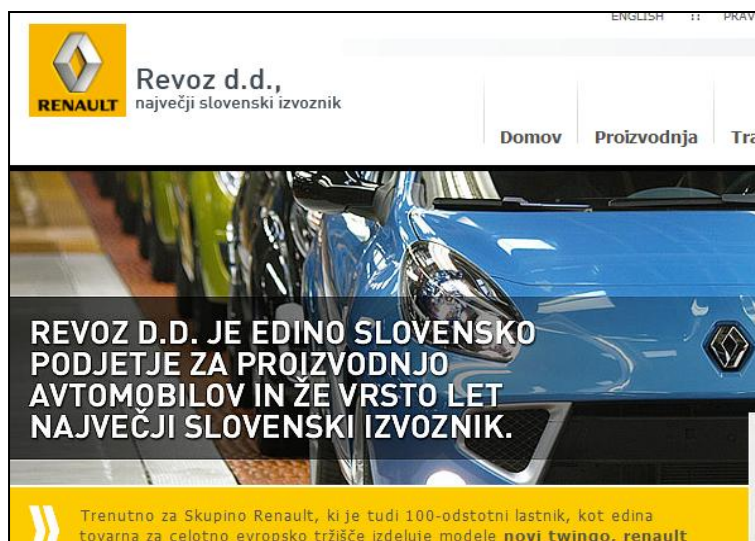 ENGLISH :: PRAV
RENAULT
Revoz d.d.,
največji slovenski izvoznik
Domov Proizvodnja Tra
REVOZ D.D. JE EDINO SLOVENSKO
PODJETJE ZA PROIZVODNJO
AVTOMOBILOV IN ŽE VRSTO LET
NAJVEČJI SLOVENSKI IZVOZNIK.
Trenutno za Skupino Renault, ki je tudi 100-odstotni lastnik, kot edina
tovarna za celotno evropsko tržišče izdeluje modele novi twingo, renault